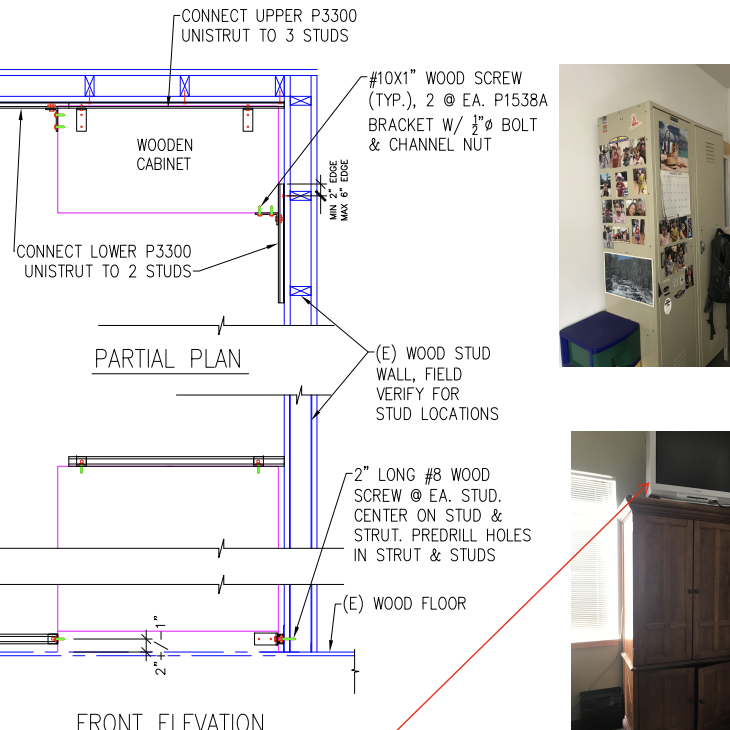 CONNECT UPPER P3300
UNISTRUT TO 3 STUDS
#10X1" WOOD SCREW
(TYP.), 2 @ EA. P1538A
BRACKET W/ 1/2"ø BOLT
& CHANNEL NUT
WOODEN
CABINET
MIN 2" EDGE
MAX 6" EDGE
CONNECT LOWER P3300
UNISTRUT TO 2 STUDS
PARTIAL PLAN
(E) WOOD STUD
WALL, FIELD
VERIFY FOR
STUD LOCATIONS
2" LONG #8 WOOD
SCREW @ EA. STUD.
CENTER ON STUD &
STRUT. PREDRILL HOLES
IN STRUT & STUDS
(E) WOOD FLOOR
2" – 1"
FRONT ELEVATION